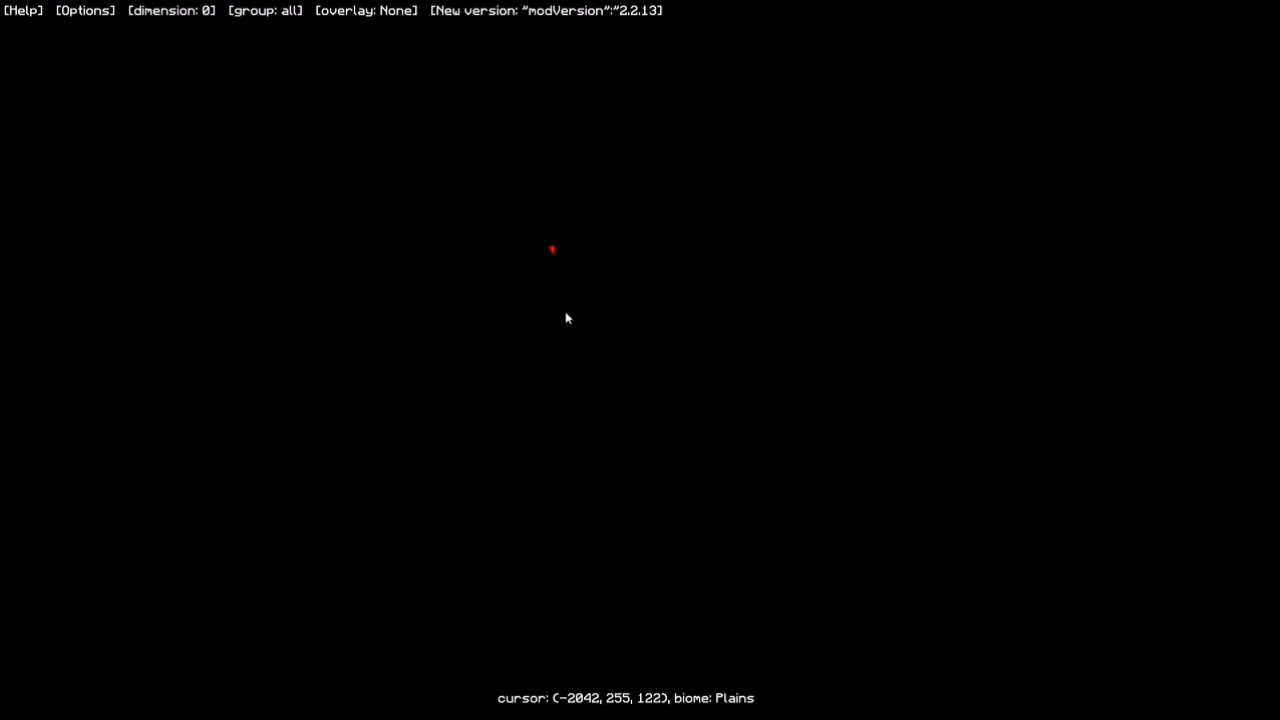 [Help] [Options] [dimension: 0] [group: all] [overlay: None] [New version: "modVersion":"2.2.13]
cursor: (-2042, 255, 122), biome: Plains